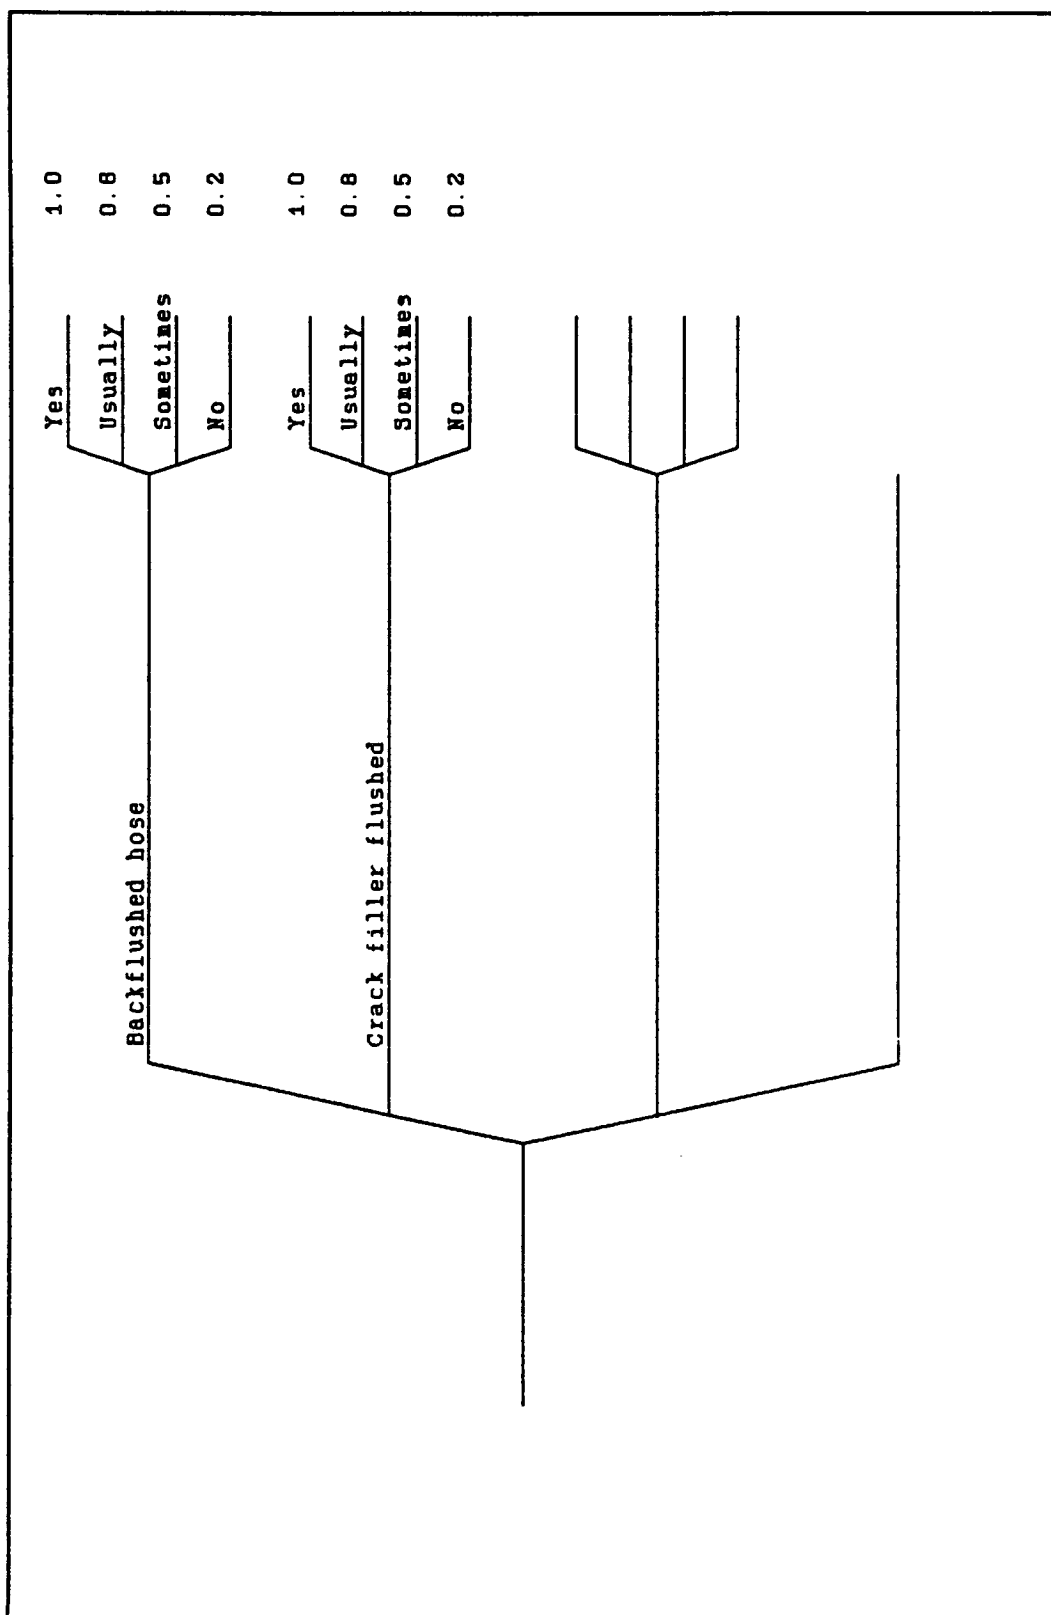 Backflushed hose
Yes 1.0
Usually 0.8
Sometimes 0.5
No 0.2
Crack filler flushed
Yes 1.0
Usually 0.8
Sometimes 0.5
No 0.2